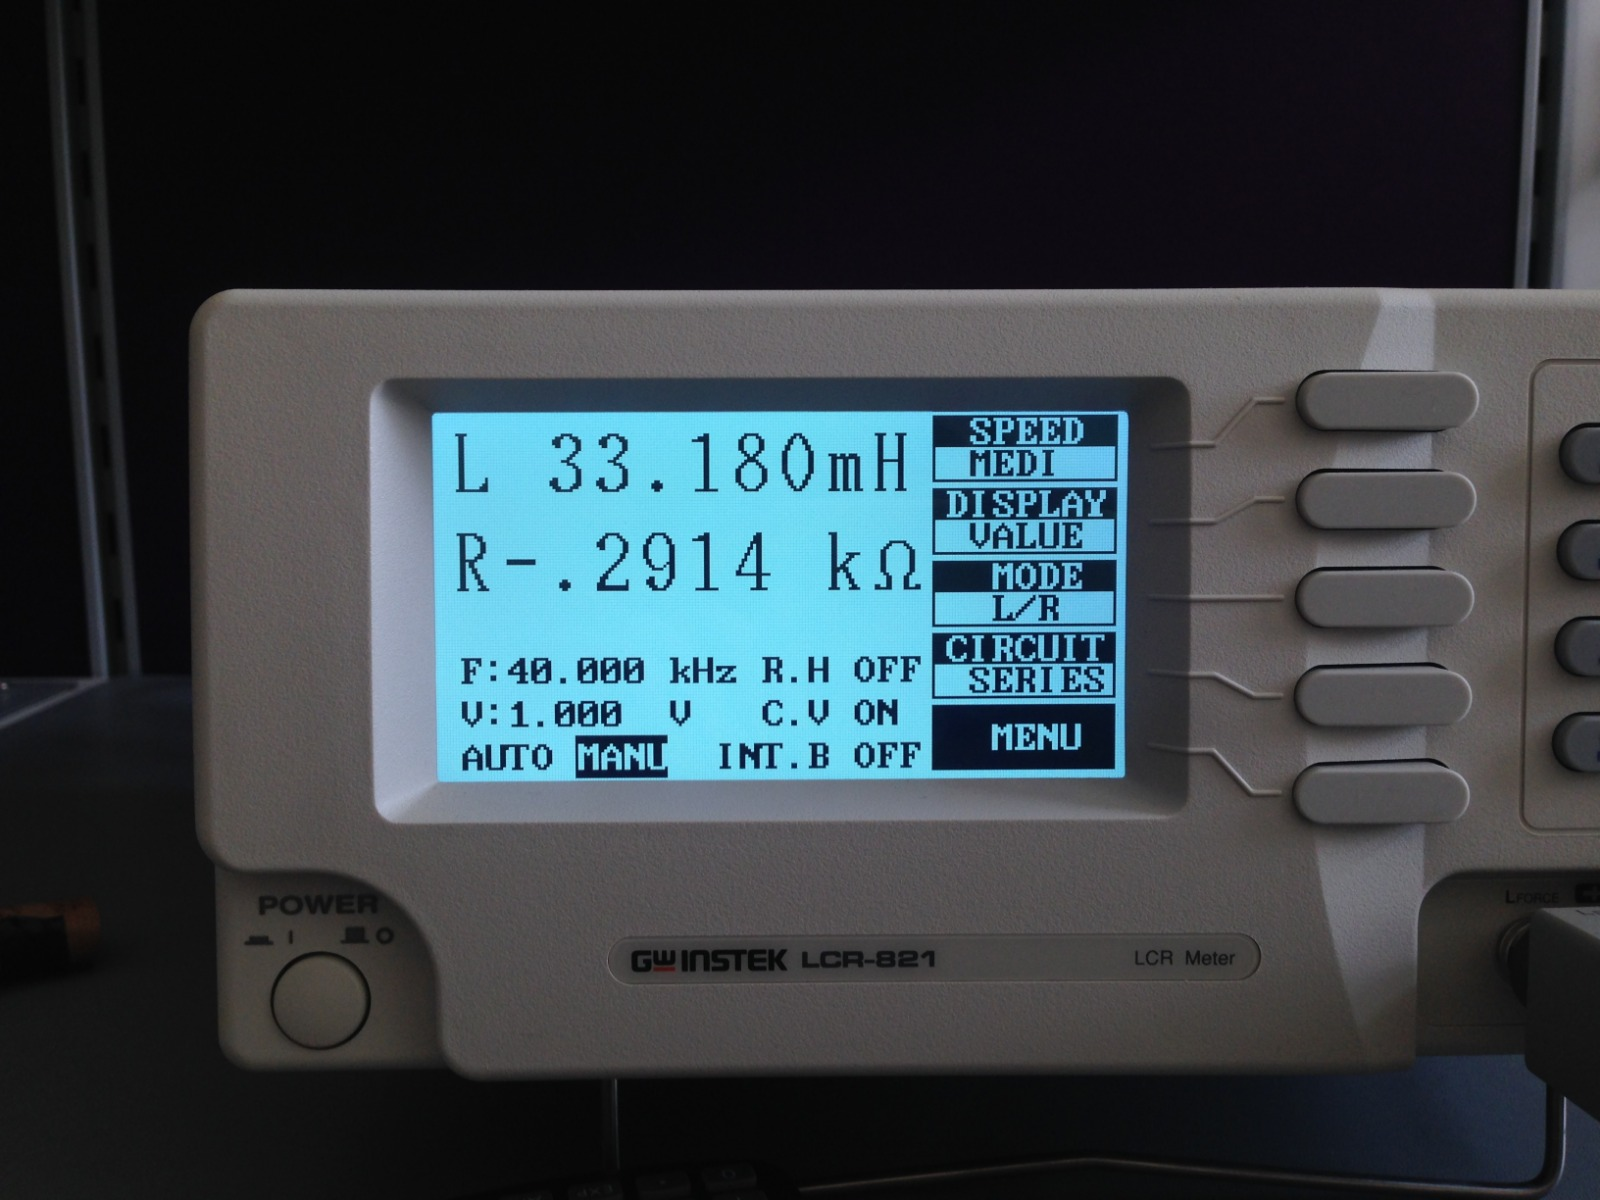 L 33.180mH
R-.2914 kΩ
F:40.000 kHz R.H OFF
V:1.000 V C.V ON
AUTO MANU INT.B OFF
SPEED
MEDI
DISPLAY
VALUE
MODE
L/R
CIRCUIT
SERIES
MENU
POWER
I O
GW INSTEK LCR-821
LCR Meter
LFORCE